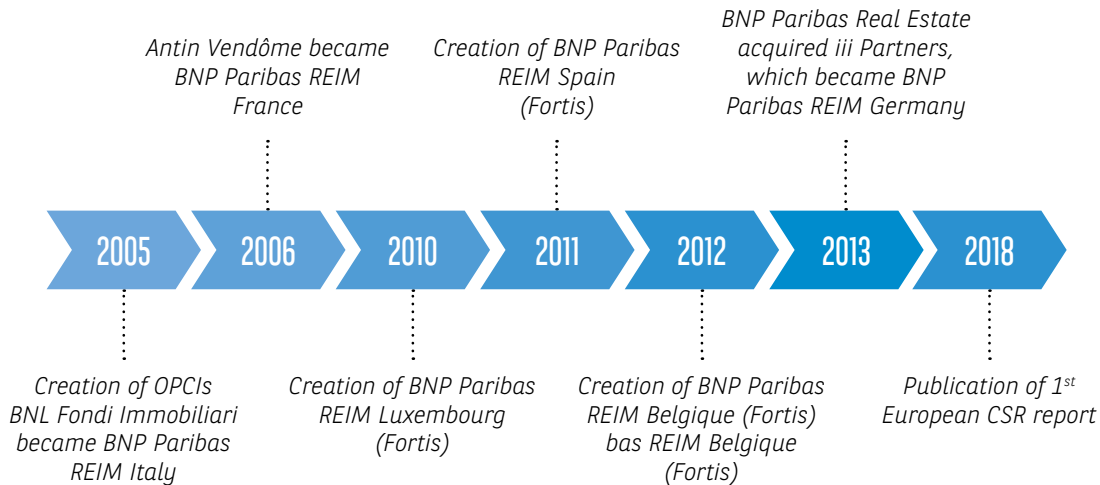 Antin Vendôme became
BNP Paribas REIM
France
Creation of BNP Paribas
REIM Spain
(Fortis)
BNP Paribas Real Estate
acquired iii Partners,
which became BNP
Paribas REIM Germany
2005
2006
2010
2011
2012
2013
2018
Creation of OPCIs
BNL Fondi Immobiliari
became BNP Paribas
REIM Italy
Creation of BNP Paribas
REIM Luxembourg
(Fortis)
Creation of BNP Paribas
REIM Belgique (Fortis)
bas REIM Belgique
(Fortis)
Publication of 1st
European CSR report